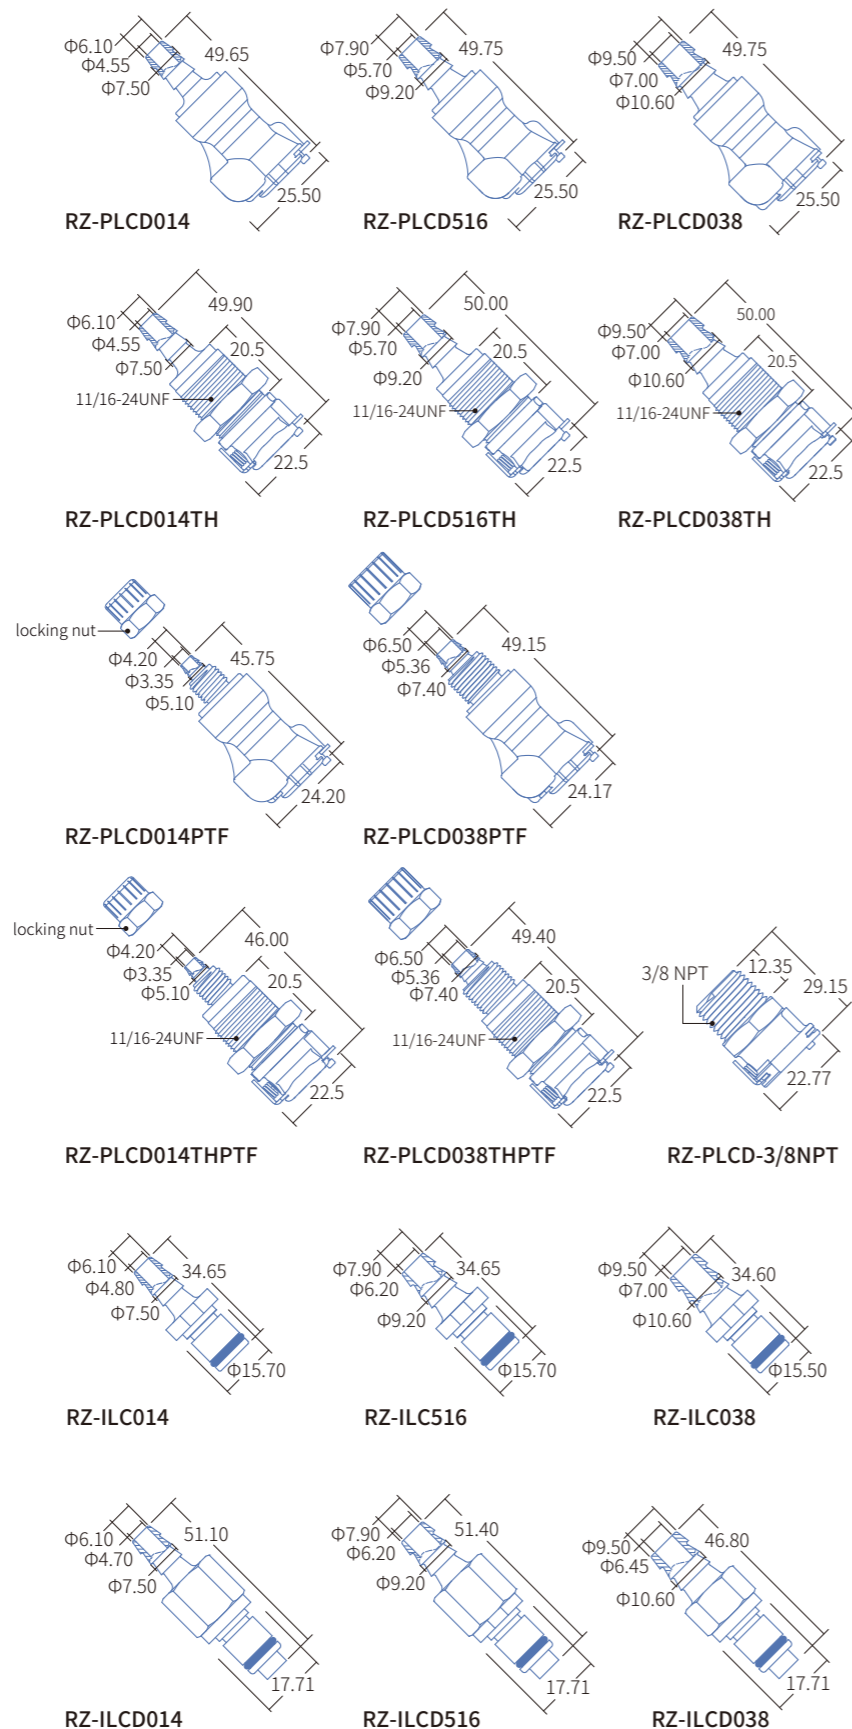 Φ6.10
Φ4.55
Φ7.50
49.65
25.50
RZ-PLCD014
Φ7.90
Φ5.70
Φ9.20
49.75
25.50
RZ-PLCD516
Φ9.50
Φ7.00
Φ10.60
49.75
25.50
RZ-PLCD038
Φ6.10
Φ4.55
Φ7.50
49.90
20.5
11/16-24UNF
22.5
RZ-PLCD014TH
Φ7.90
Φ5.70
Φ9.20
50.00
20.5
11/16-24UNF
22.5
RZ-PLCD516TH
Φ9.50
Φ7.00
Φ10.60
50.00
20.5
11/16-24UNF
22.5
RZ-PLCD038TH
locking nut
Φ4.20
Φ3.35
Φ5.10
45.75
24.20
RZ-PLCD014PTF
Φ6.50
Φ5.36
Φ7.40
49.15
24.17
RZ-PLCD038PTF
locking nut
Φ4.20
Φ3.35
Φ5.10
46.00
20.5
11/16-24UNF
22.5
RZ-PLCD014THPTF
Φ6.50
Φ5.36
Φ7.40
49.40
20.5
11/16-24UNF
22.5
RZ-PLCD038THPTF
3/8 NPT
12.35
29.15
22.77
RZ-PLCD-3/8NPT
Φ6.10
Φ4.80
Φ7.50
34.65
Φ15.70
RZ-ILC014
Φ7.90
Φ6.20
Φ9.20
34.65
Φ15.70
RZ-ILC516
Φ9.50
Φ7.00
Φ10.60
34.60
Φ15.50
RZ-ILC038
Φ6.10
Φ4.70
Φ7.50
51.10
17.71
RZ-ILCD014
Φ7.90
Φ6.20
Φ9.20
51.40
17.71
RZ-ILCD516
Φ9.50
Φ6.45
Φ10.60
46.80
17.71
RZ-ILCD038